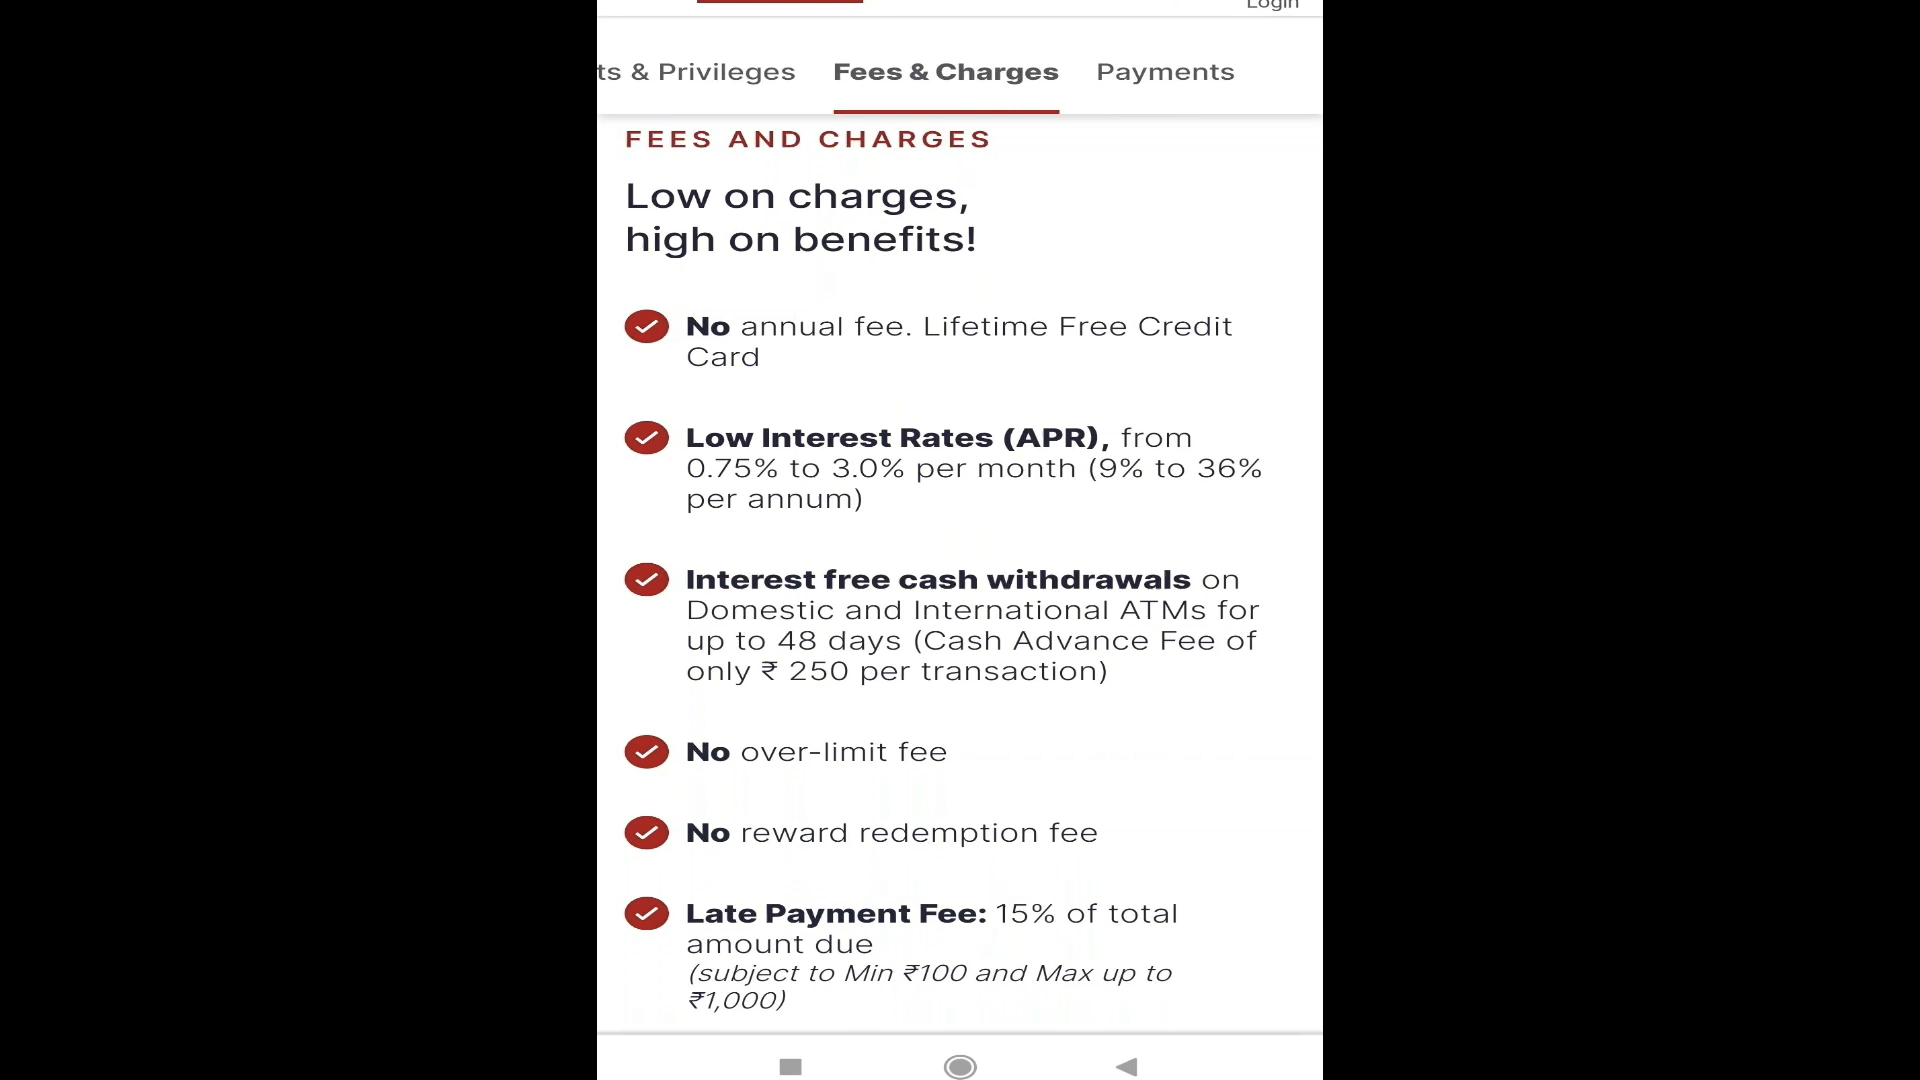 Login
ts & Privileges Fees & Charges Payments
FEES AND CHARGES
Low on charges,
high on benefits!
No annual fee. Lifetime Free Credit
Card
Low Interest Rates (APR), from
0.75% to 3.0% per month (9% to 36%
per annum)
Interest free cash withdrawals on
Domestic and International ATMs for
up to 48 days (Cash Advance Fee of
only ₹ 250 per transaction)
No over-limit fee
No reward redemption fee
Late Payment Fee: 15% of total
amount due
(subject to Min ₹100 and Max up to
₹1,000)